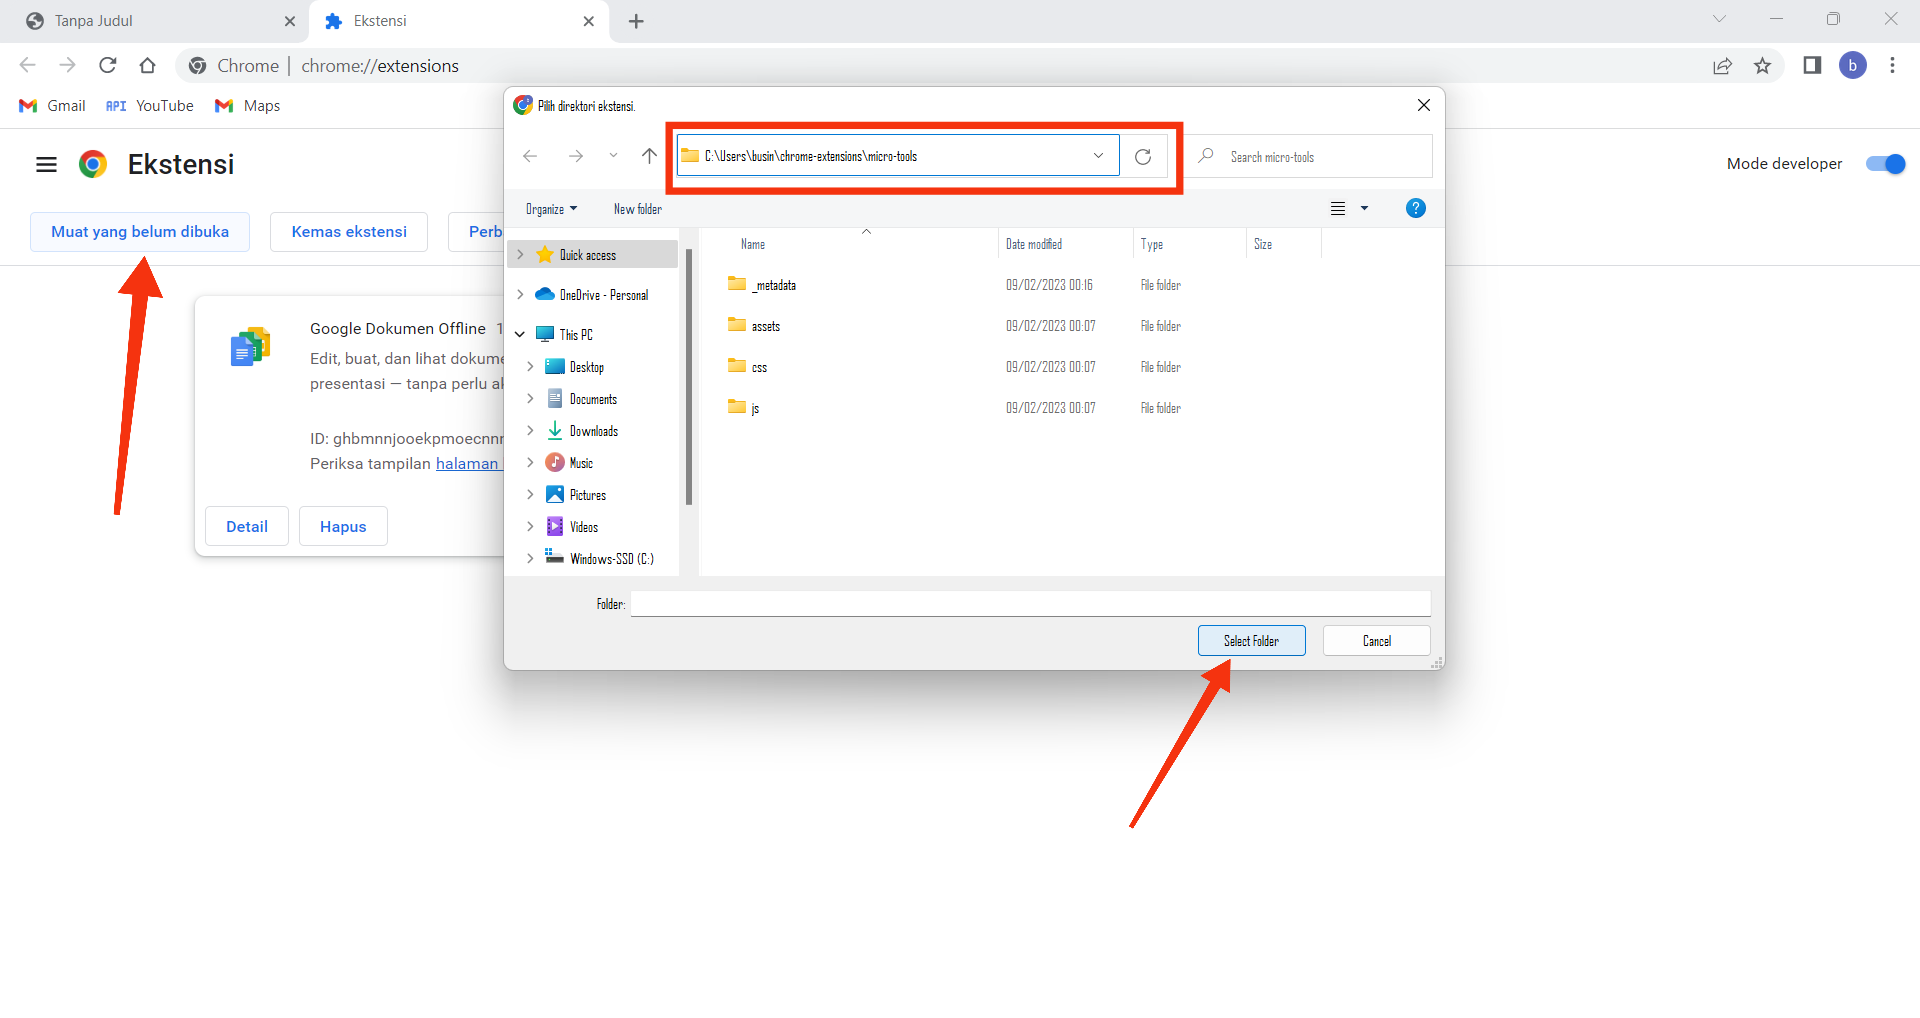 Tanpa Judul
Ekstensi
Chrome | chrome://extensions
b
Gmail
API YouTube
Maps
Ekstensi
Mode developer
Muat yang belum dibuka
Kemas ekstensi
Perb
Google Dokumen Offline 1
Edit, buat, dan lihat dokume
presentasi — tanpa perlu ak
ID: ghbmnnjooekpmoecnnn
Periksa tampilan halaman
Detail
Hapus
Pilih direktori ekstensi.
C:\Users\busin\chrome-extensions\micro-tools
Search micro-tools
Organize
New folder
?
Quick access
OneDrive - Personal
This PC
Desktop
Documents
Downloads
Music
Pictures
Videos
Windows-SSD (C:)
Name Date modified Type Size
_metadata 09/02/2023 00:16 File folder
assets 09/02/2023 00:07 File folder
css 09/02/2023 00:07 File folder
js 09/02/2023 00:07 File folder
Folder:
Select Folder
Cancel